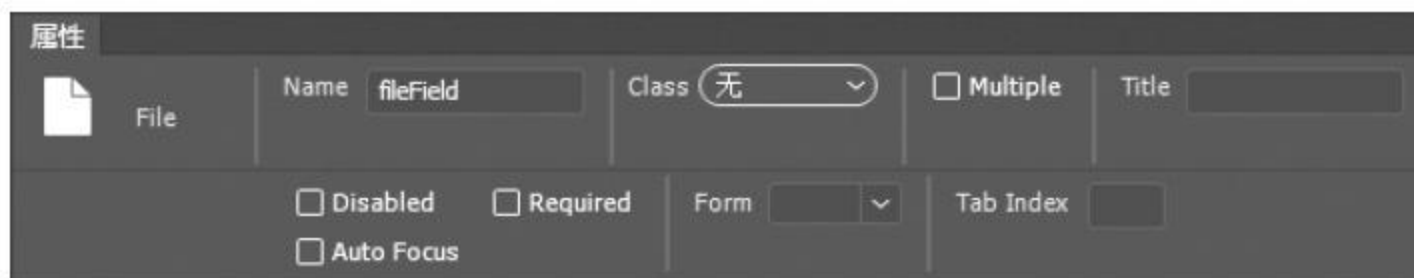 属性
File
Name fileField
Class 无
Multiple
Title
Disabled
Required
Form
Tab Index
Auto Focus